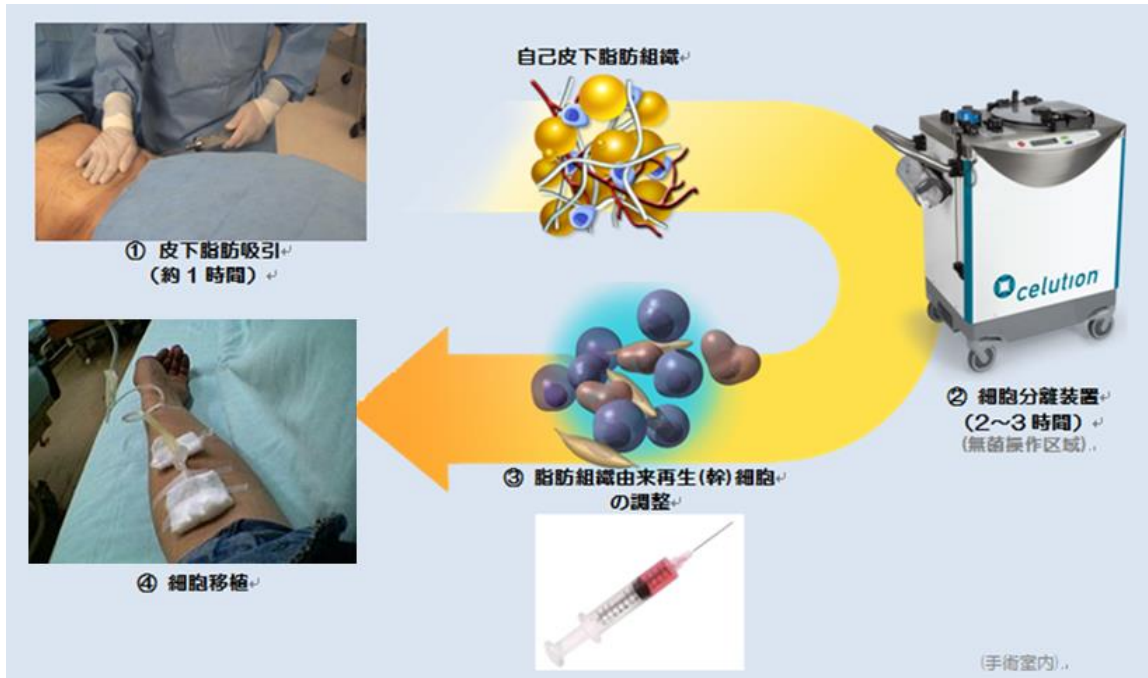 自己皮下脂肪組織
① 皮下脂肪吸引
（約１時間）
celution
② 細胞分離装置
（２～３時間）
(無菌操作区域)
③ 脂肪組織由来再生(幹)細胞
の調整
④ 細胞移植
(手術室内)